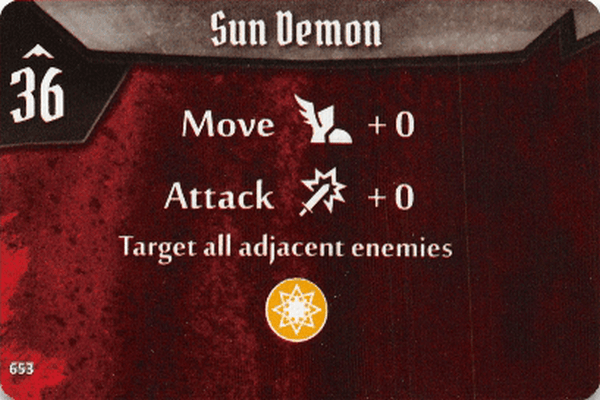 Sun Demon
36
Move + 0
Attack + 0
Target all adjacent enemies
653